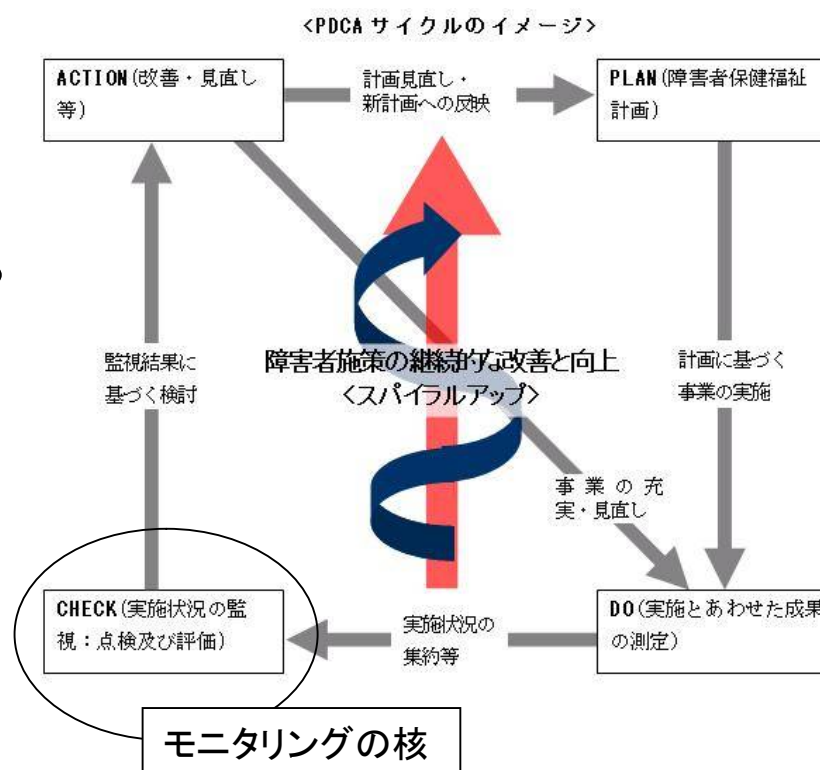 <PDCA サイクルのイメージ>
ACTION(改善・見直し
等)
計画見直し・
新計画への反映
PLAN(障害者保健福祉
計画)
監視結果に
基づく検討
障害者施策の継続的な改善と向上
<スパイラルアップ>
計画に基づく
事業の実施
事業の充
実・見直し
CHECK(実施状況の監
視：点検及び評価)
実施状況の
集約等
DO(実施とあわせた成果
の測定)
モニタリングの核